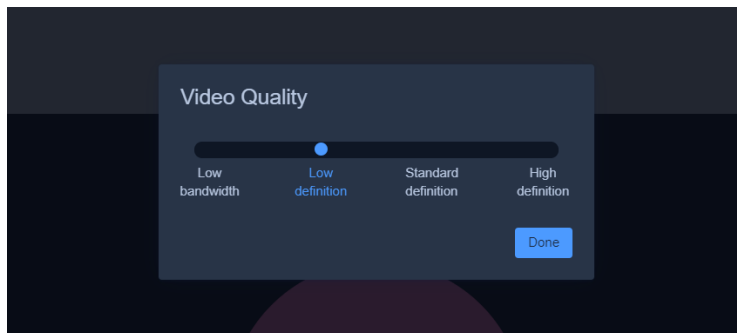 Video Quality
Low bandwidth
Low definition
Standard definition
High definition
Done